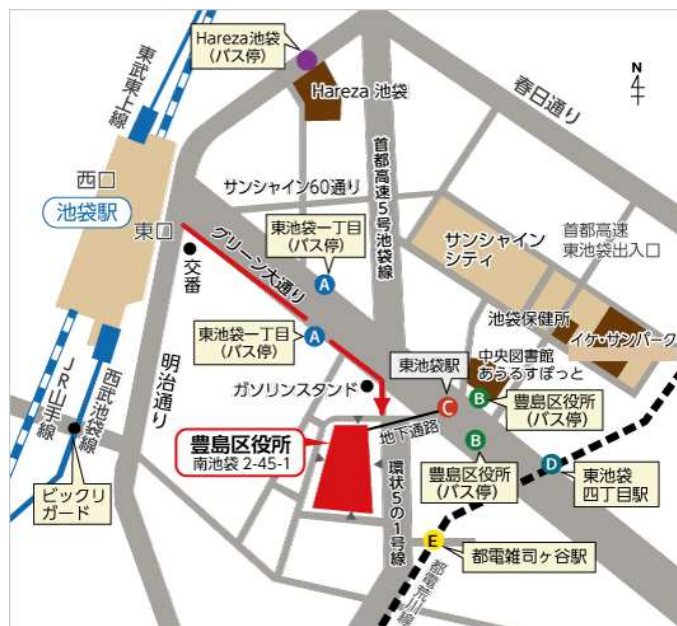 Hareza池袋
(バス停)
東武東上線
Hareza 池袋
春日通り
N
西口
池袋駅
東口
サンシャイン60通り
首都高速5号池袋線
東池袋一丁目
(バス停)
A
グリーン大通り
交番
サンシャイン
シティ
首都高速
東池袋出入口
池袋保健所
イケ・サンパーク
東池袋一丁目
(バス停)
A
明治通り
JR山手線
西武池袋線
ガソリンスタンド
東池袋駅
C
中央図書館
あうるすぽっと
B
豊島区役所
(バス停)
地下通路
豊島区役所
南池袋 2-45-1
B
豊島区役所
(バス停)
D
東池袋
四丁目駅
環状5の1号線
ビックリ
ガード
E
都電雑司ヶ谷駅
都電荒川線